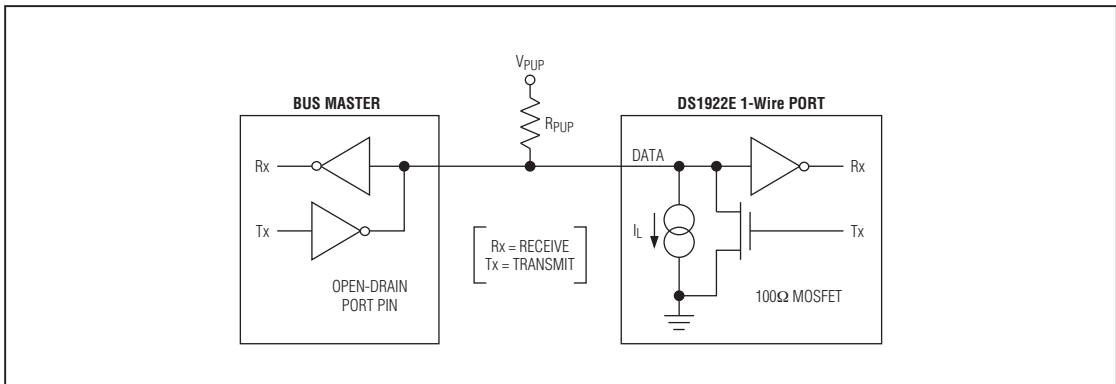 VPUP
BUS MASTER
DS1922E 1-Wire PORT
RPUP
Rx
DATA
Rx
Tx
IL
Tx
Rx = RECEIVE
Tx = TRANSMIT
OPEN-DRAIN
PORT PIN
100Ω MOSFET